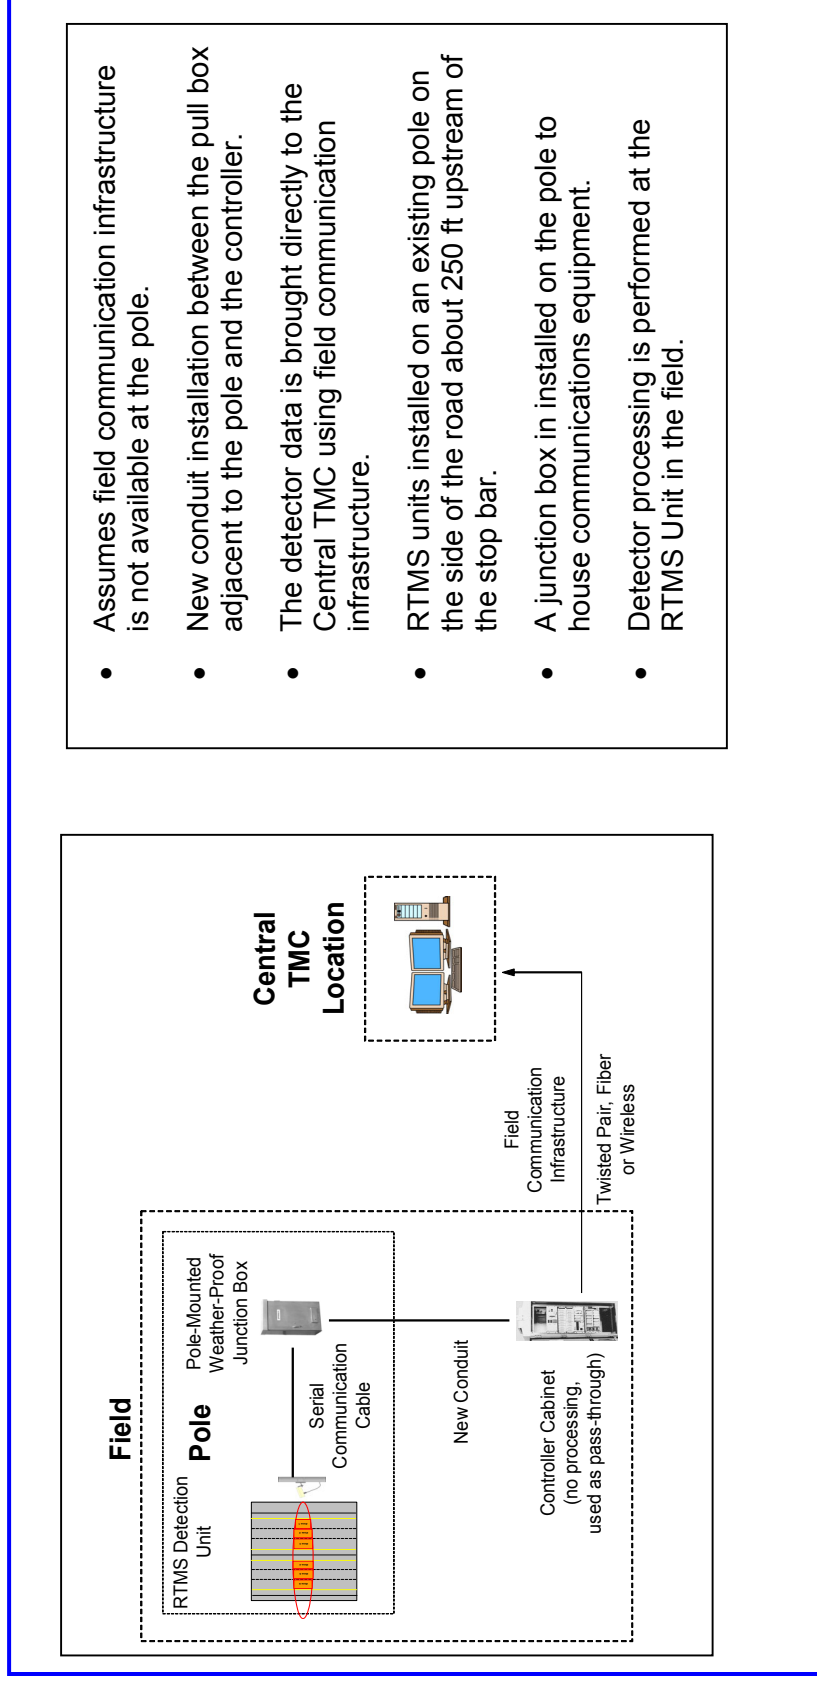 Field
Pole
RTMS Detection
Unit
Pole-Mounted
Weather-Proof
Junction Box
Serial
Communication
Cable
New Conduit
Controller Cabinet
(no processing,
used as pass-through)
Field
Communication
Infrastructure
Twisted Pair, Fiber
or Wireless
Central
TMC
Location
• Assumes field communication infrastructure
is not available at the pole.
• New conduit installation between the pull box
adjacent to the pole and the controller.
• The detector data is brought directly to the
Central TMC using field communication
infrastructure.
• RTMS units installed on an existing pole on
the side of the road about 250 ft upstream of
the stop bar.
• A junction box in installed on the pole to
house communications equipment.
• Detector processing is performed at the
RTMS Unit in the field.